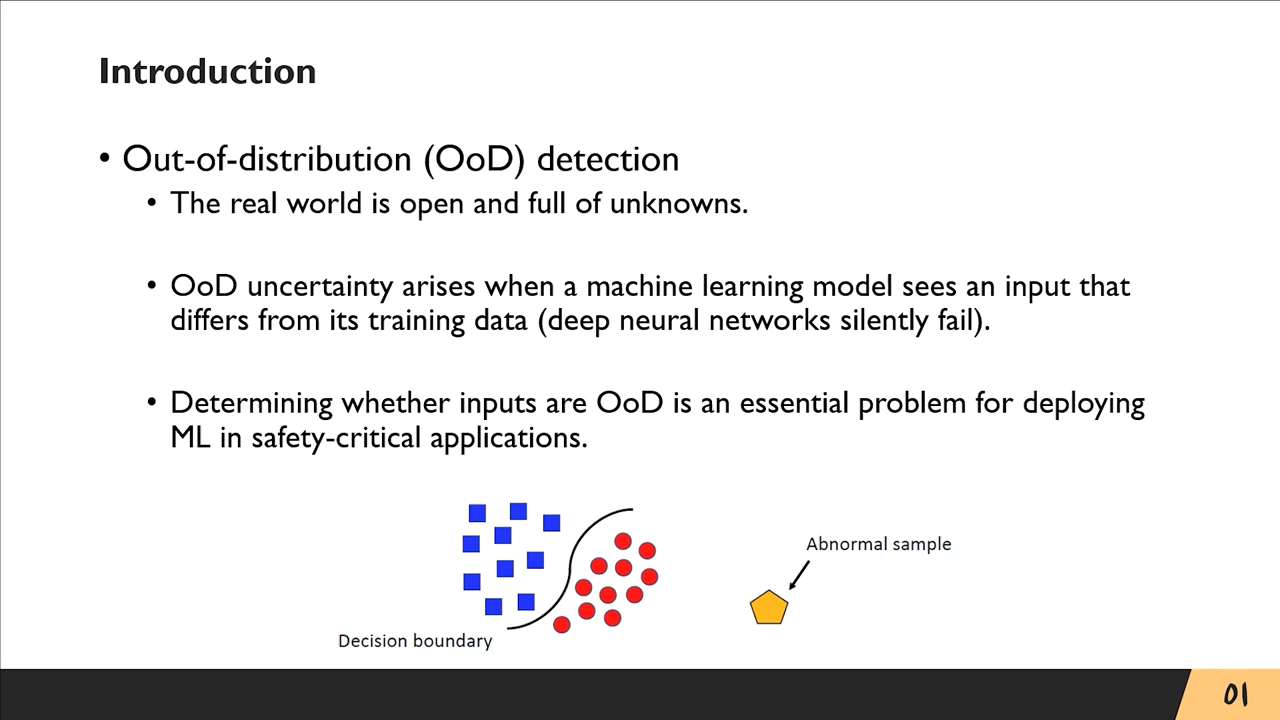 Introduction
• Out-of-distribution (OoD) detection
• The real world is open and full of unknowns.
• OoD uncertainty arises when a machine learning model sees an input that
differs from its training data (deep neural networks silently fail).
• Determining whether inputs are OoD is an essential problem for deploying
ML in safety-critical applications.
Abnormal sample
Decision boundary
01